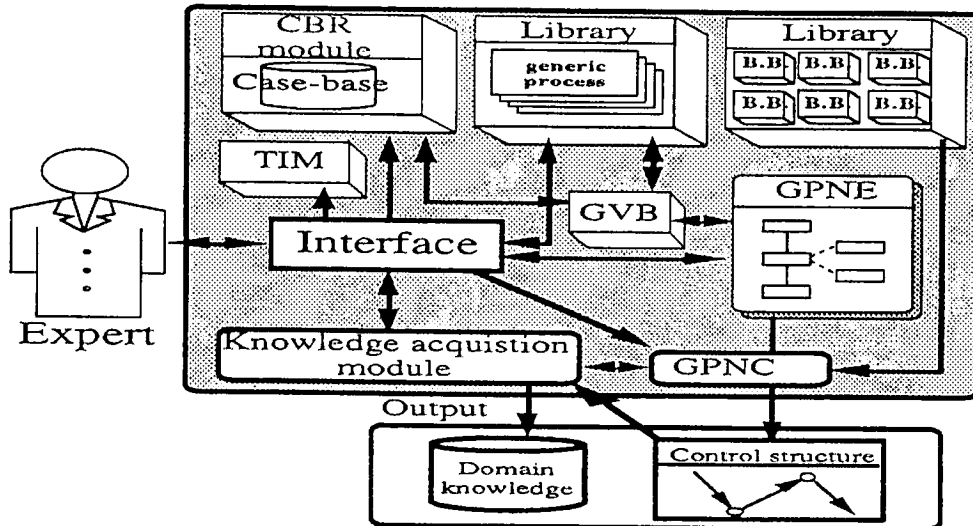 CBR
module
Case-base
Library
generic
process
Library
B.B. B.B. B.B.
B.B. B.B. B.B.
TIM
GVB
GPNE
Interface
Expert
Knowledge acquistion
module
GPNC
Output
Domain
knowledge
Control structure